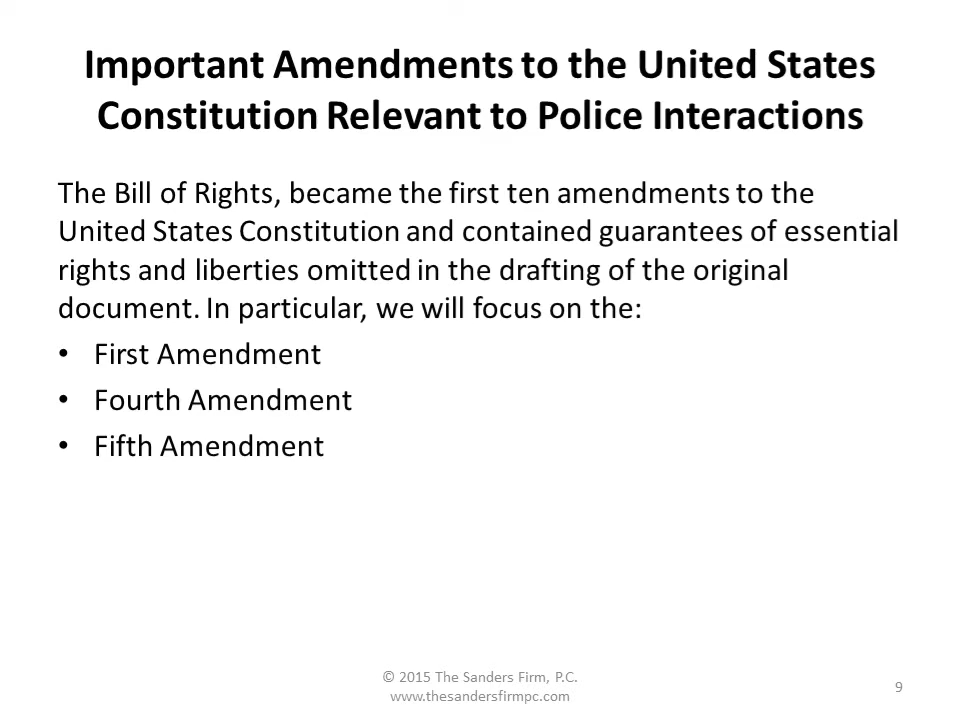 Important Amendments to the United States
Constitution Relevant to Police Interactions
The Bill of Rights, became the first ten amendments to the
United States Constitution and contained guarantees of essential
rights and liberties omitted in the drafting of the original
document. In particular, we will focus on the:
• First Amendment
• Fourth Amendment
• Fifth Amendment
© 2015 The Sanders Firm, P.C.
www.thesandersfirmpc.com
9